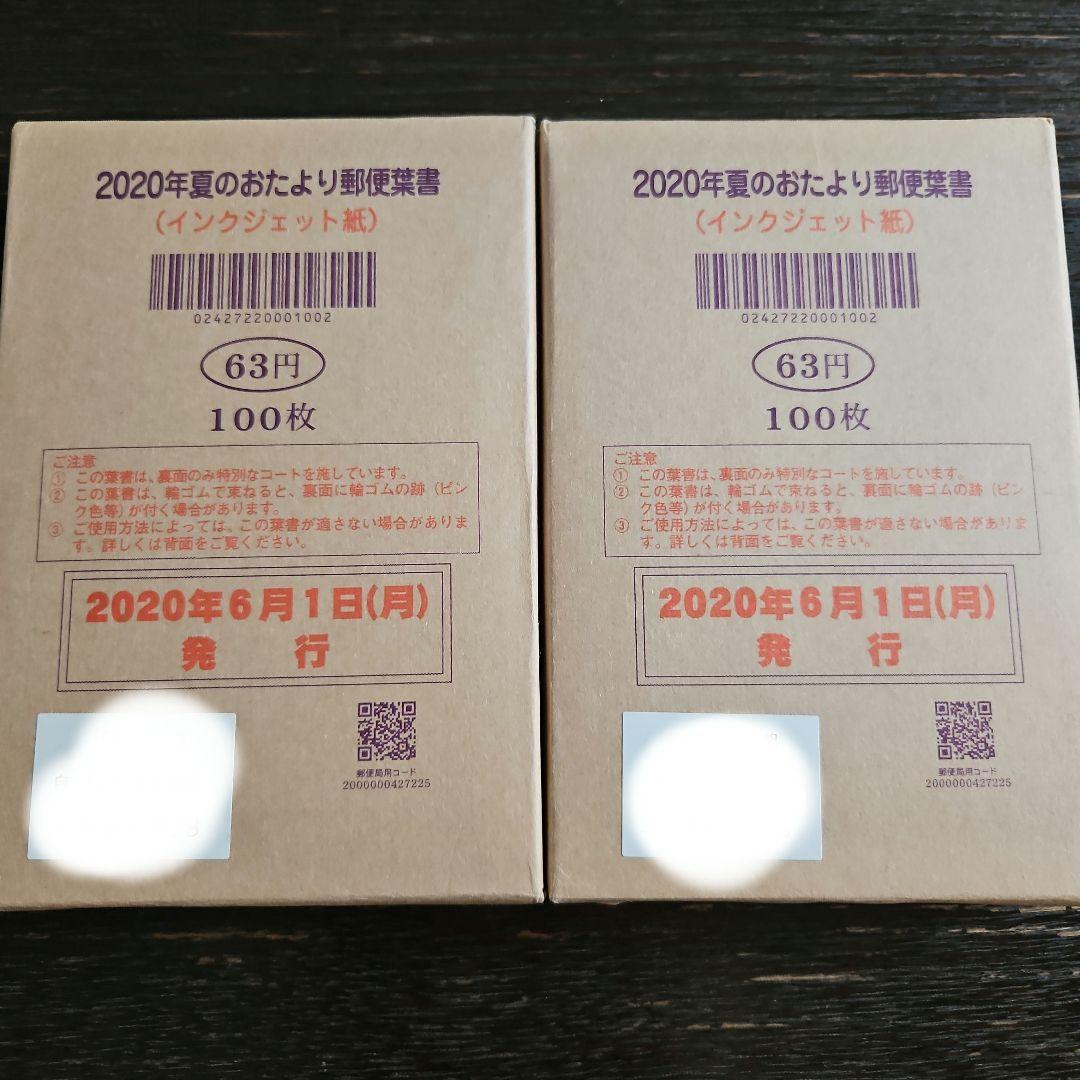 2020年夏のおたより郵便葉書
(インクジェット紙)
02427220001002
63円
100枚
ご注意
① この葉書は、裏面のみ特別なコートを施しています。
② この葉書は、輪ゴムで束ねると、裏面に輪ゴムの跡(ピン
ク色等)が付く場合があります。
③ ご使用方法によっては、この葉書が適さない場合がありま
す。詳しくは背面をご覧ください。
2020年6月1日(月)
発 行
郵便局用コード
2000000427225
2020年夏のおたより郵便葉書
(インクジェット紙)
02427220001002
63円
100枚
ご注意
① この葉書は、裏面のみ特別なコートを施しています。
② この葉書は、輪ゴムで束ねると、裏面に輪ゴムの跡(ピン
ク色等)が付く場合があります。
③ ご使用方法によっては、この葉書が適さない場合がありま
す。詳しくは背面をご覧ください。
2020年6月1日(月)
発 行
郵便局用コード
2000000427225